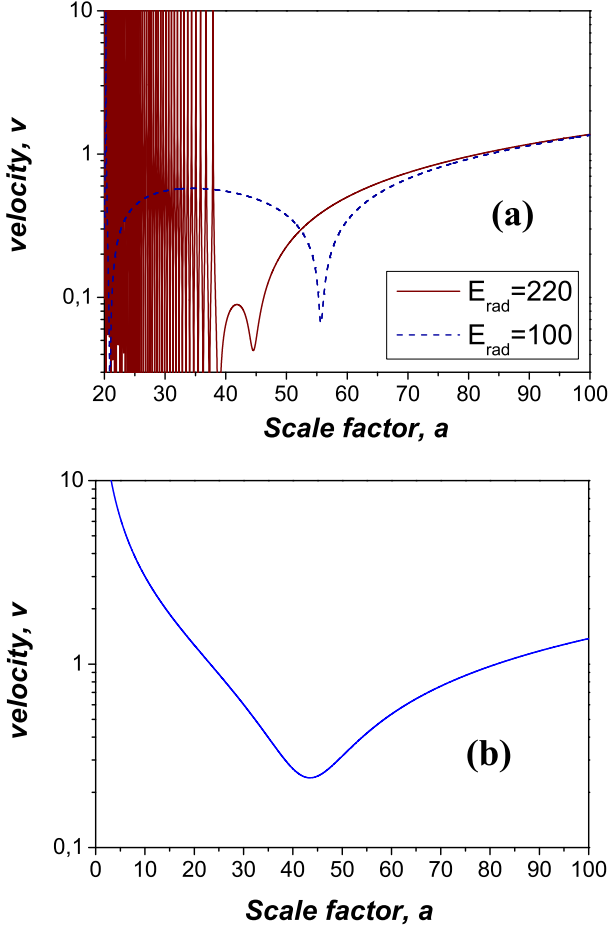 10
1
0,1
velocity, v
(a)
E_rad=220
E_rad=100
20 30 40 50 60 70 80 90 100
Scale factor, a
10
1
0,1
velocity, v
(b)
0 10 20 30 40 50 60 70 80 90 100
Scale factor, a